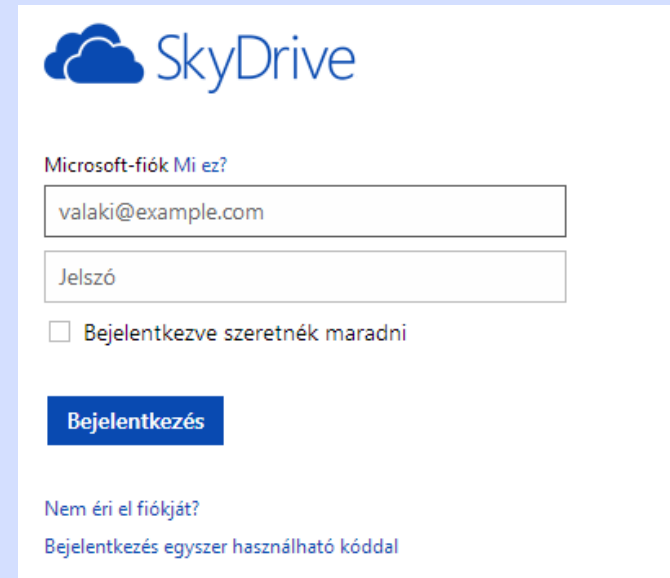 SkyDrive
Microsoft-fiók Mi ez?
valaki@example.com
Jelszó
Bejelentkezve szeretnék maradni
Bejelentkezés
Nem éri el fiókját?
Bejelentkezés egyszer használható kóddal